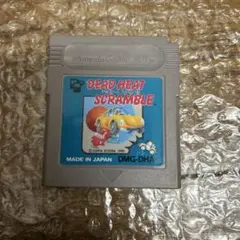 DEAD HEAT
SCRAMBLE
MADE IN JAPAN
DMG-DHA